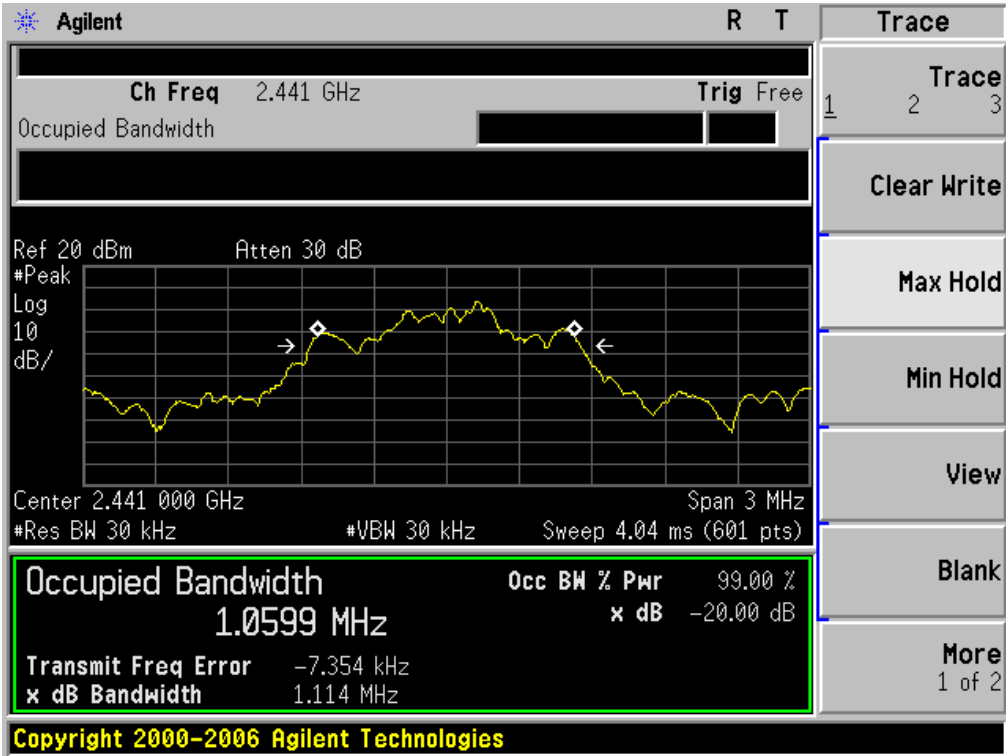 Agilent R T Trace
Ch Freq 2.441 GHz Trig Free
Occupied Bandwidth
Trace
1 2 3
Clear Write
Max Hold
Min Hold
View
Blank
More
1 of 2
Ref 20 dBm Atten 30 dB
#Peak
Log
10
dB/
Center 2.441 000 GHz Span 3 MHz
#Res BW 30 kHz #VBW 30 kHz Sweep 4.04 ms (601 pts)
Occupied Bandwidth
1.0599 MHz
Occ BW % Pwr 99.00 %
x dB -20.00 dB
Transmit Freq Error -7.354 kHz
x dB Bandwidth 1.114 MHz
Copyright 2000-2006 Agilent Technologies